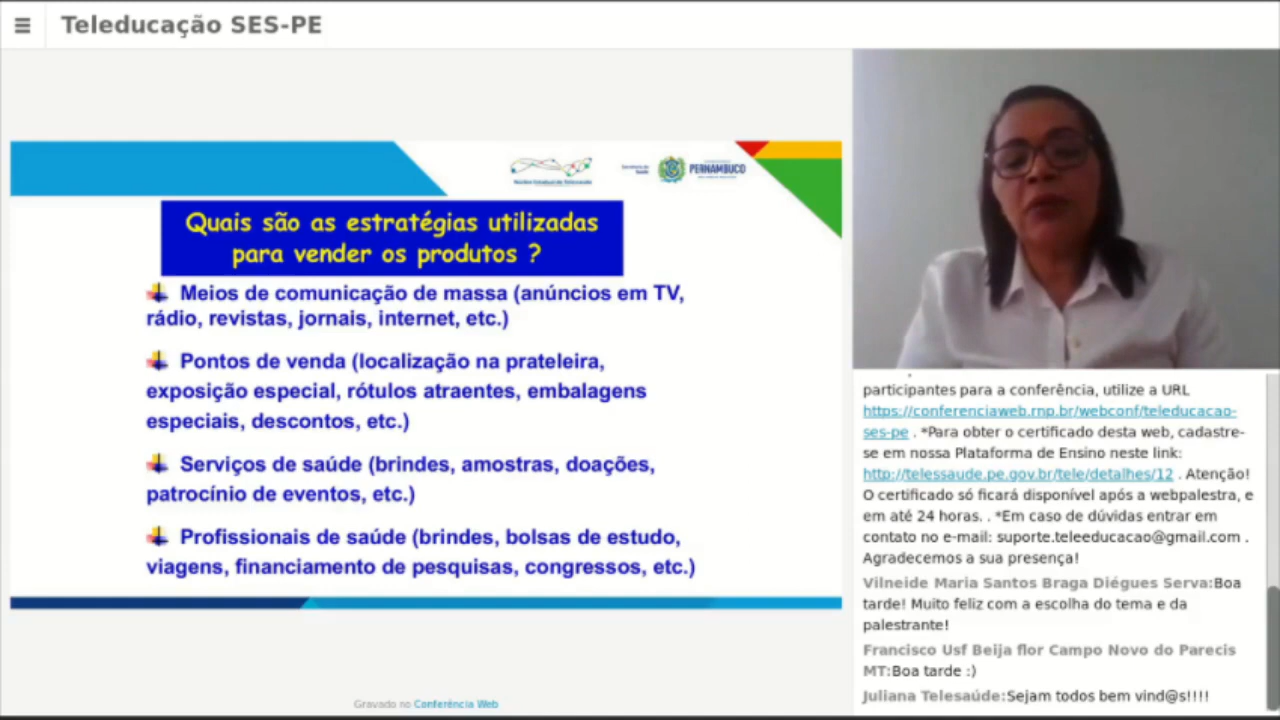 Teleducação SES-PE
Núcleo Estadual de Telessaúde
Secretaria de
Saúde
PERNAMBUCO
Quais são as estratégias utilizadas
para vender os produtos ?
Meios de comunicação de massa (anúncios em TV,
rádio, revistas, jornais, internet, etc.)
Pontos de venda (localização na prateleira,
exposição especial, rótulos atraentes, embalagens
especiais, descontos, etc.)
Serviços de saúde (brindes, amostras, doações,
patrocínio de eventos, etc.)
Profissionais de saúde (brindes, bolsas de estudo,
viagens, financiamento de pesquisas, congressos, etc.)
Gravado no Conferência Web
participantes para a conferência, utilize a URL
https://conferenciaweb.rnp.br/webconf/teleducacao-
ses-pe . *Para obter o certificado desta web, cadastre-
se em nossa Plataforma de Ensino neste link:
http://telessaude.pe.gov.br/tele/detalhes/12 . Atenção!
O certificado só ficará disponível após a webpalestra, e
em até 24 horas. . *Em caso de dúvidas entrar em
contato no e-mail: suporte.teleeducacao@gmail.com .
Agradecemos a sua presença!
Vilneide Maria Santos Braga Diégues Serva:Boa
tarde! Muito feliz com a escolha do tema e da
palestrante!
Francisco Usf Beija flor Campo Novo do Parecis
MT:Boa tarde :)
Juliana Telesaúde:Sejam todos bem vind@s!!!!